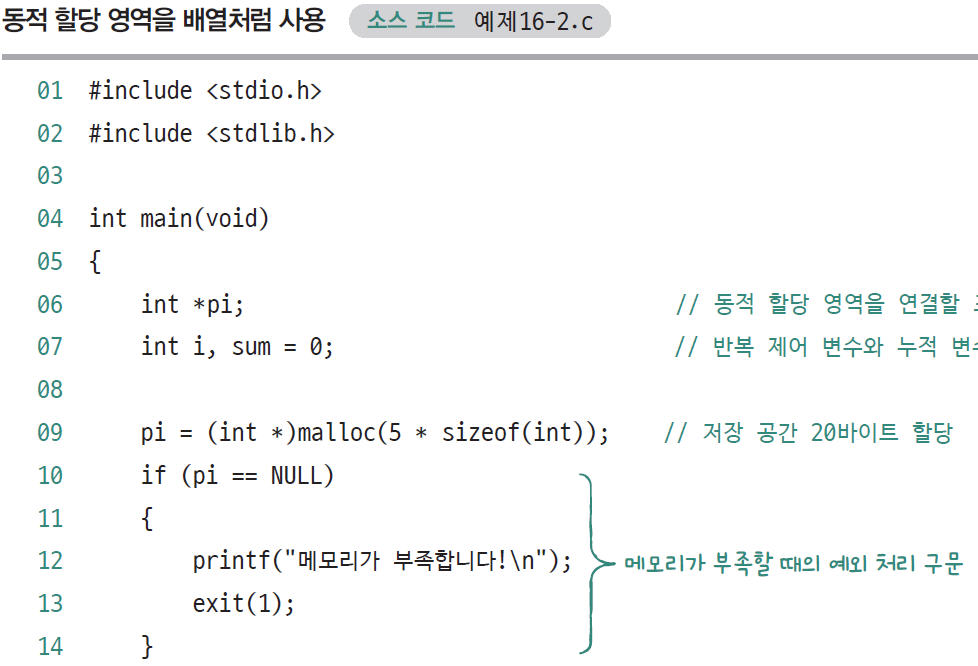 동적 할당 영역을 배열처럼 사용 소스 코드 예제16-2.c
01 #include <stdio.h>
02 #include <stdlib.h>
03
04 int main(void)
05 {
06 int *pi; // 동적 할당 영역을 연결할
07 int i, sum = 0; // 반복 제어 변수와 누적
08
09 pi = (int *)malloc(5 * sizeof(int)); // 저장 공간 20바이트 할당
10 if (pi == NULL)
11 {
12 printf("메모리가 부족합니다!\n"); 메모리가 부족할 때의 예외 처리 구문
13 exit(1);
14 }